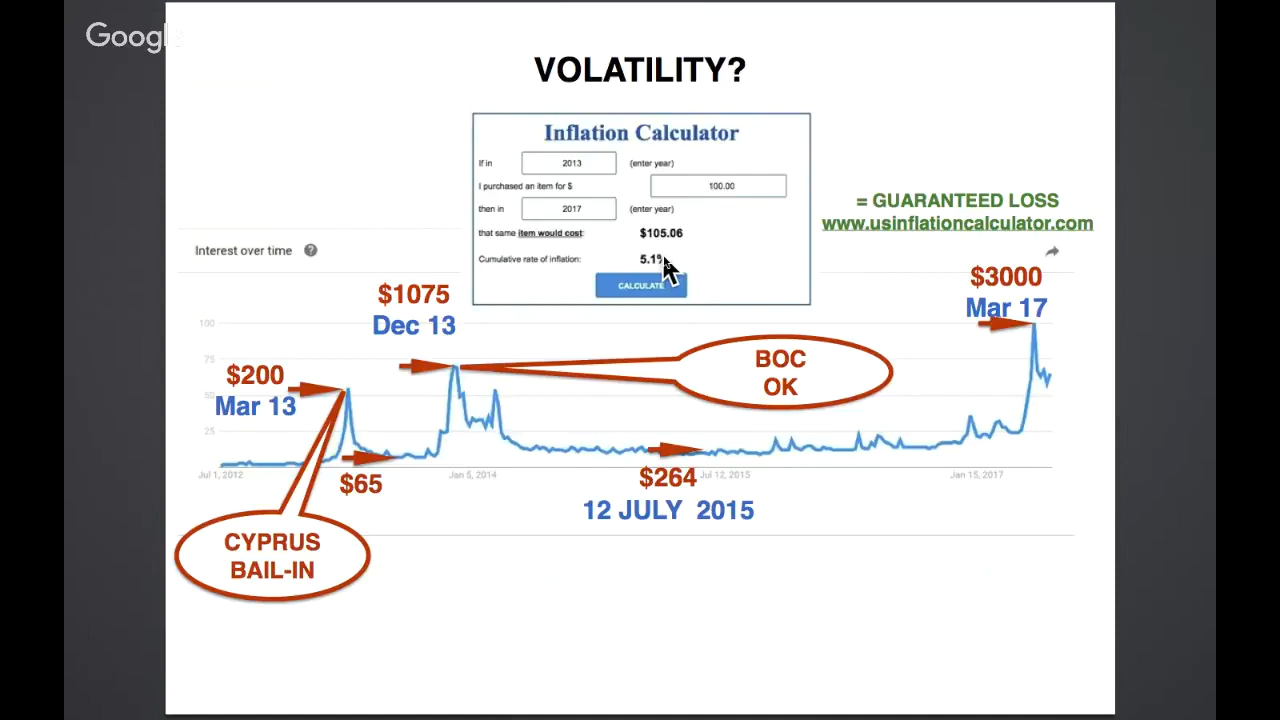 Google
VOLATILITY?
Inflation Calculator
If in 2013 (enter year)
I purchased an item for $ 100.00
then in 2017 (enter year)
that same item would cost: $105.06
Cumulative rate of inflation: 5.1%
CALCULATE
= GUARANTEED LOSS
www.usinflationcalculator.com
Interest over time ?
$3000
Mar 17
$1075
Dec 13
BOC
OK
$200
Mar 13
100
75
50
25
$65
$264
12 JULY 2015
Jul 1, 2012 Jan 5, 2014 Jul 12, 2015 Jan 15, 2017
CYPRUS
BAIL-IN